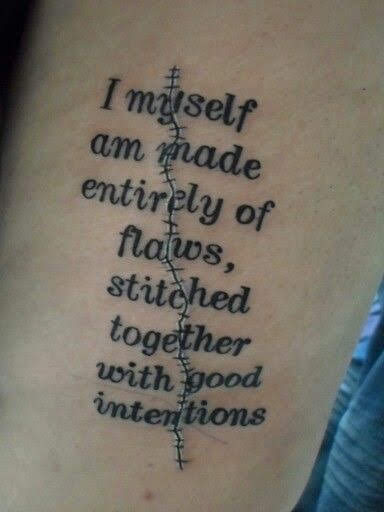 I myself
am made
entirely of
flaws,
stitched
together
with good
intentions